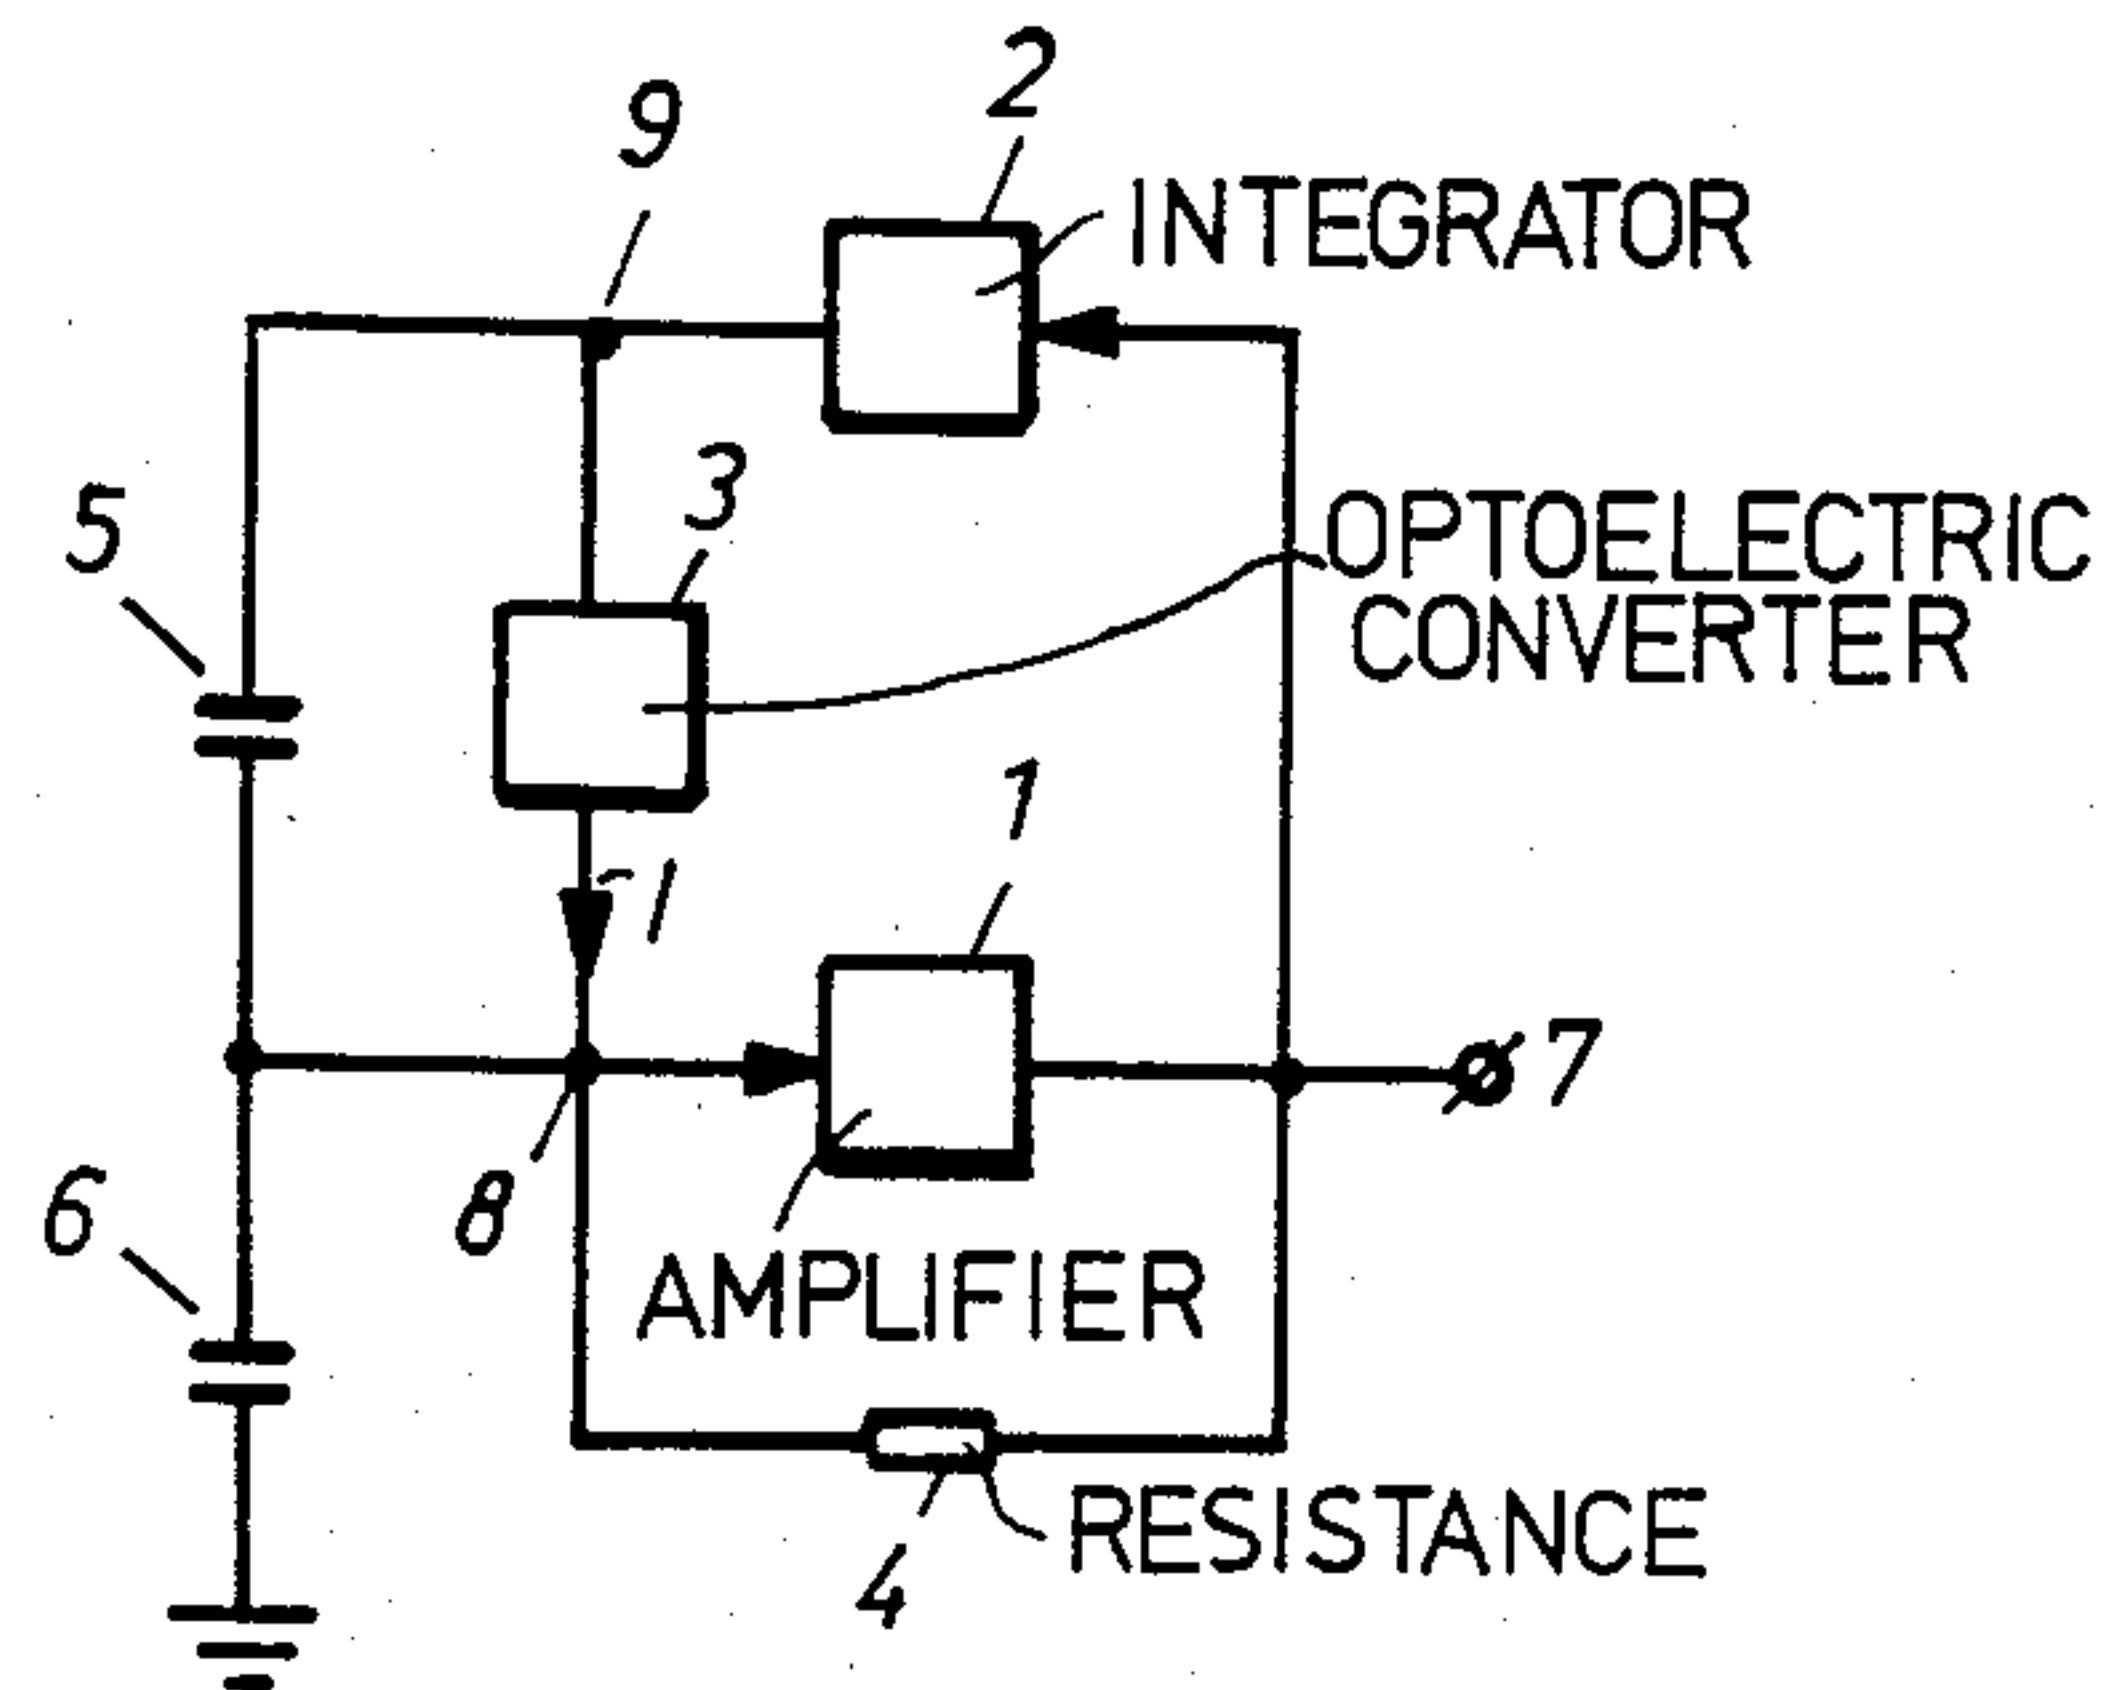 2
9
INTEGRATOR
3
5
OPTOELECTRIC
CONVERTER
1
I
7
8
6
AMPLIFIER
RESISTANCE
4